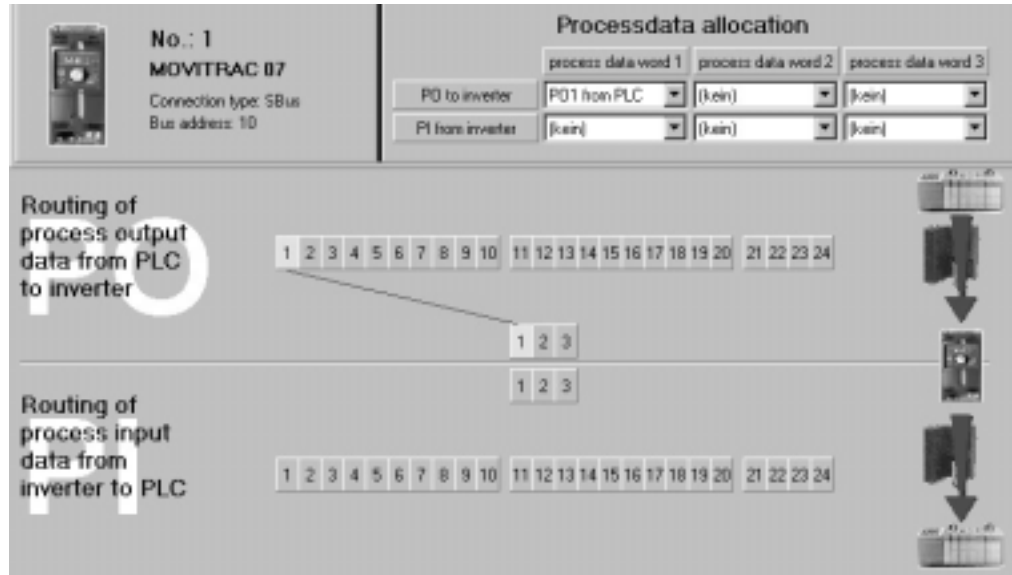 No.: 1
MOVITRAC 07
Connection type: SBus
Bus address: 10
Processdata allocation
process data word 1 process data word 2 process data word 3
PO to inverter PO1 from PLC (kein) (kein)
PI from inverter (kein) (kein) (kein)
PO
Routing of
process output
data from PLC
to inverter
1 2 3 4 5 6 7 8 9 10 11 12 13 14 15 16 17 18 19 20 21 22 23 24
1 2 3
1 2 3
PI
Routing of
process input
data from
inverter to PLC
1 2 3 4 5 6 7 8 9 10 11 12 13 14 15 16 17 18 19 20 21 22 23 24